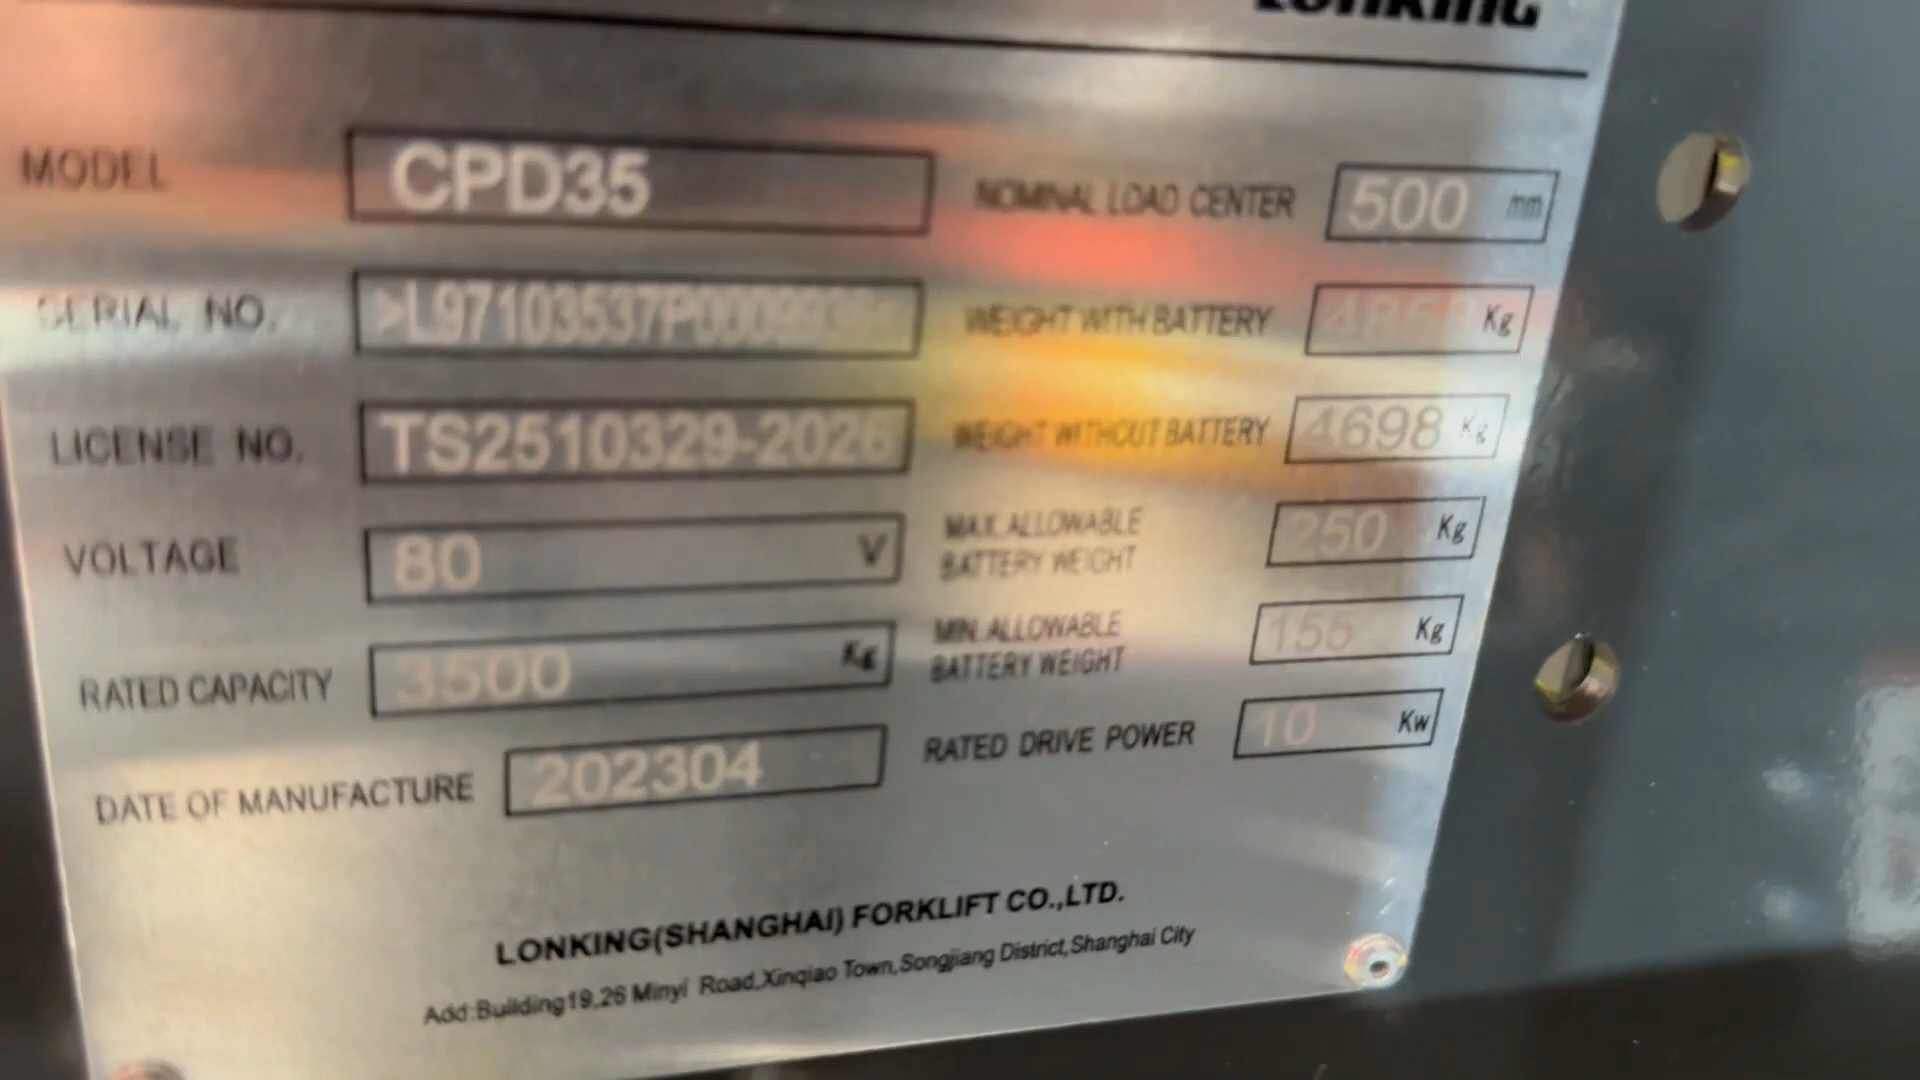 LONKING
MODEL CPD35
NOMINAL LOAD CENTER 500 mm
SERIAL NO.
WEIGHT WITH BATTERY Kg
LICENSE NO. TS2510329-2026
WEIGHT WITHOUT BATTERY 4698 Kg
VOLTAGE 80 V
MAX. ALLOWABLE
BATTERY WEIGHT 250 Kg
RATED CAPACITY 3500 Kg
MIN. ALLOWABLE
BATTERY WEIGHT 155 Kg
DATE OF MANUFACTURE 202304
RATED DRIVE POWER 10 Kw
LONKING(SHANGHAI) FORKLIFT CO.,LTD.
Add:Building19,26 Minyi Road,Xinqiao Town,Songjiang District,Shanghai City